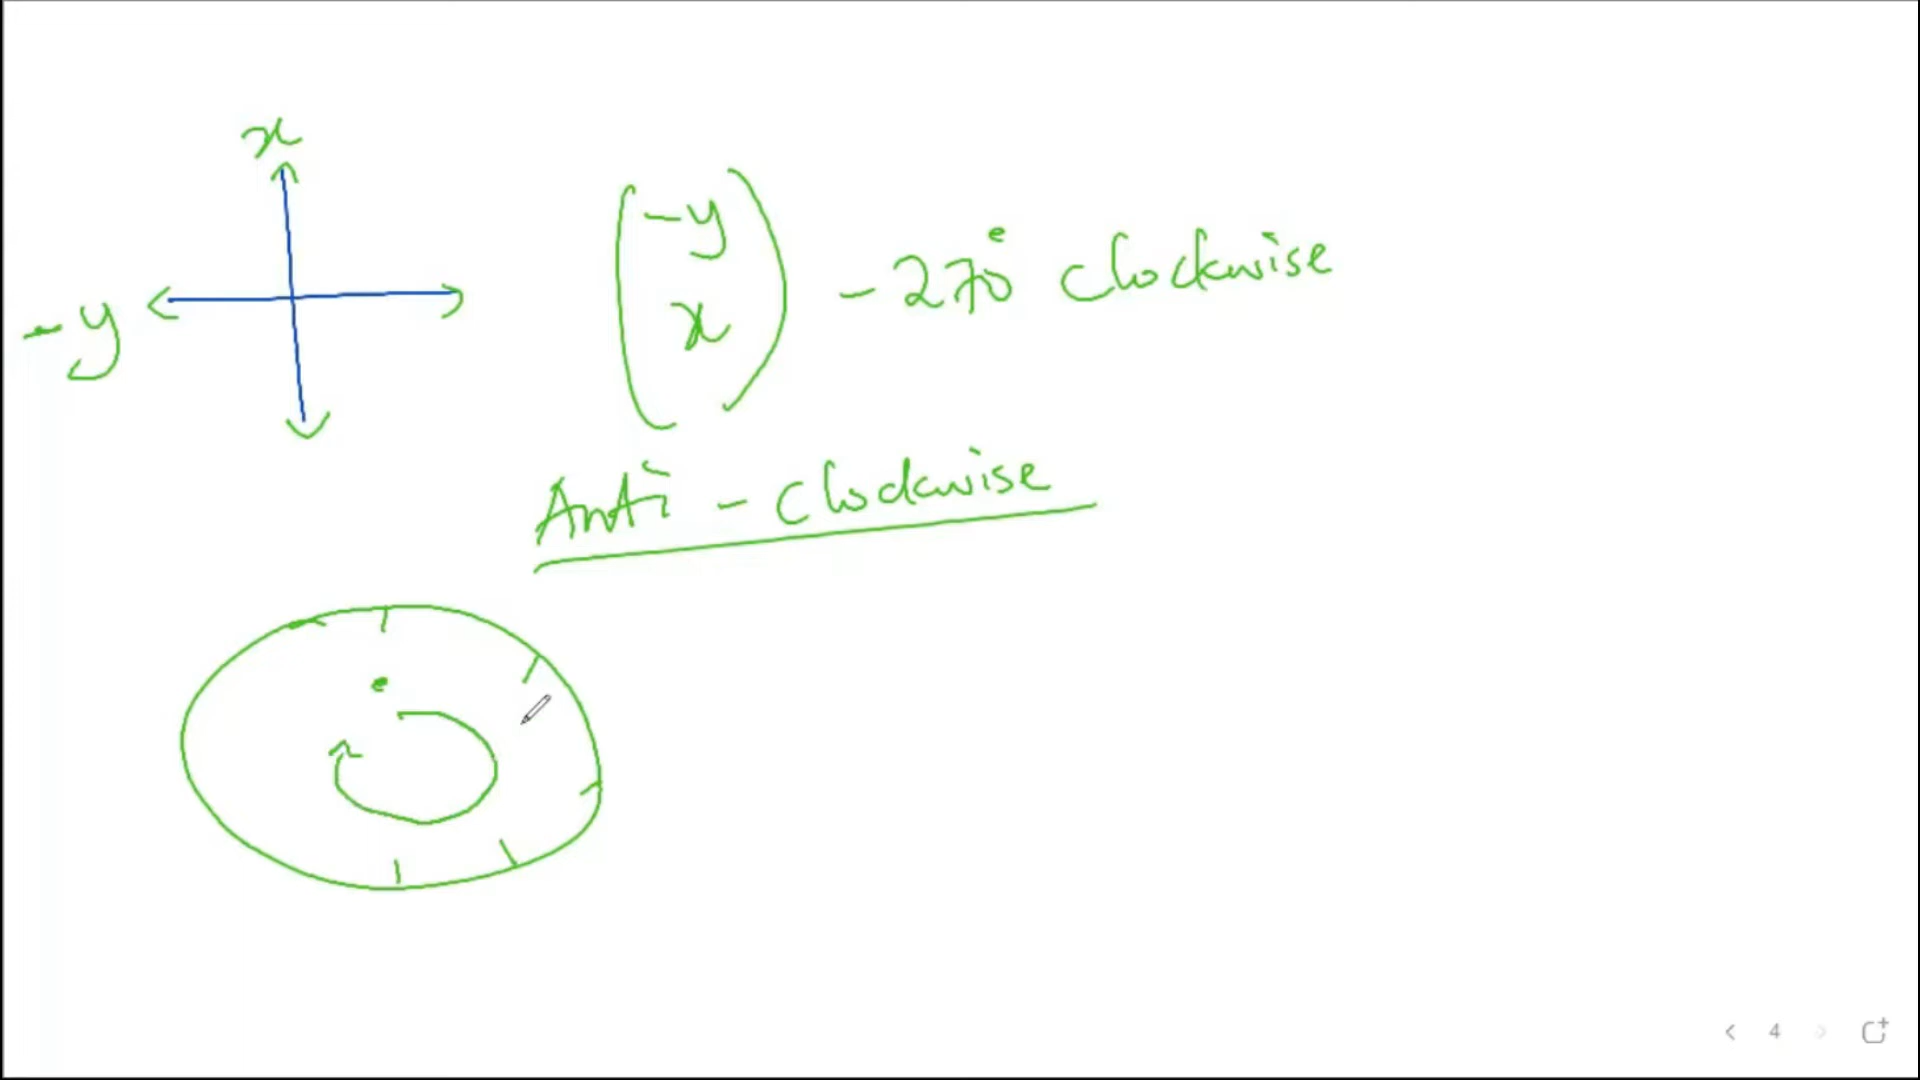 x
-y
(-y
x) - 270° clockwise
Anti - clockwise
4